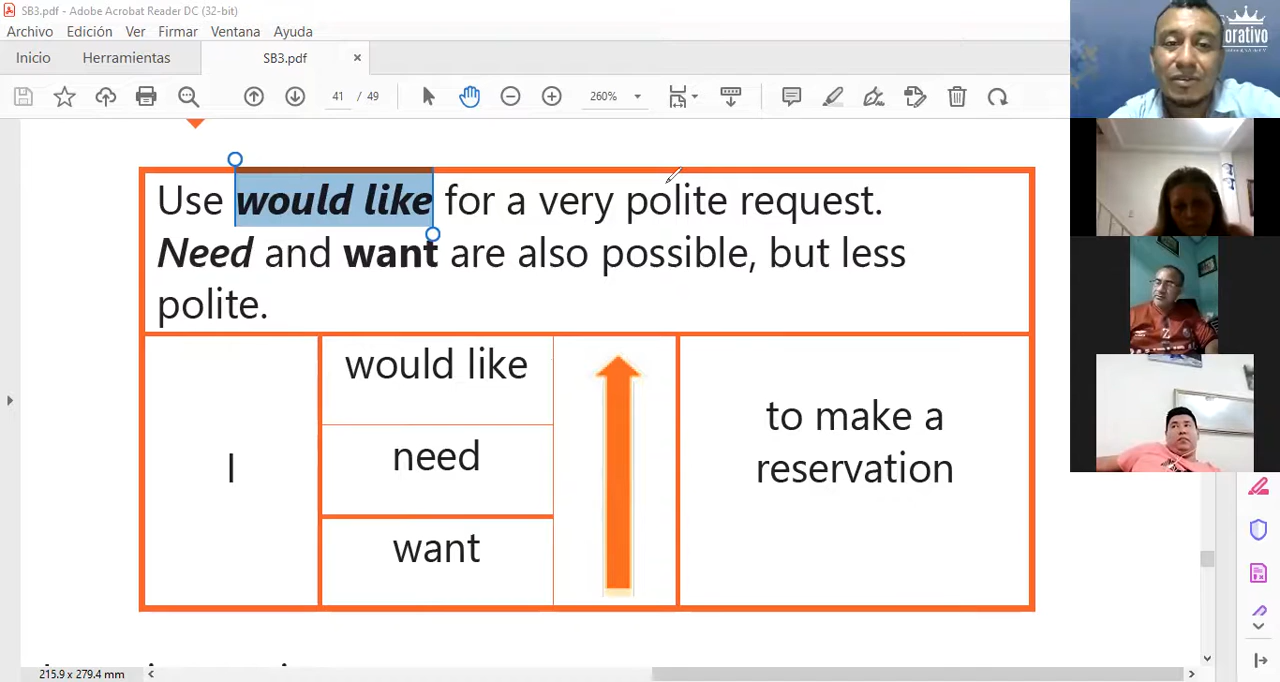 SB3.pdf - Adobe Acrobat Reader DC (32-bit)
Archivo Edición Ver Firmar Ventana Ayuda
Inicio Herramientas SB3.pdf ×
41 / 49 260%
orativo
Use would like for a very polite request.
Need and want are also possible, but less
polite.
would like
to make a
need
I
reservation
want
215.9 x 279.4 mm